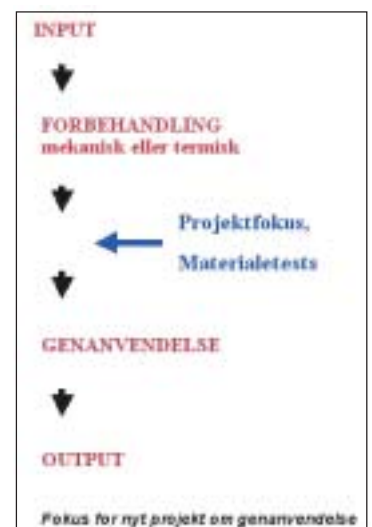 INPUT
FORBEHANDLING
mekanisk eller termisk
Projektfokus,
Materialetests
GENANVENDELSE
OUTPUT
Fokus for nyt projekt om genanvendelse